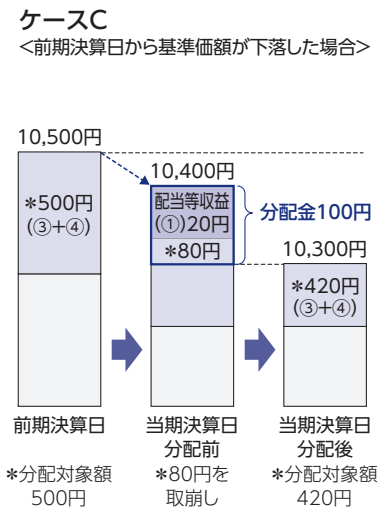 ケースC
<前期決算日から基準価額が下落した場合>
10,500円
10,400円
*500円
(③+④)
配当等収益
(①)20円
*80円
分配金100円
10,300円
*420円
(③+④)
前期決算日
当期決算日
分配前
当期決算日
分配後
*分配対象額
500円
*80円を
取崩し
*分配対象額
420円